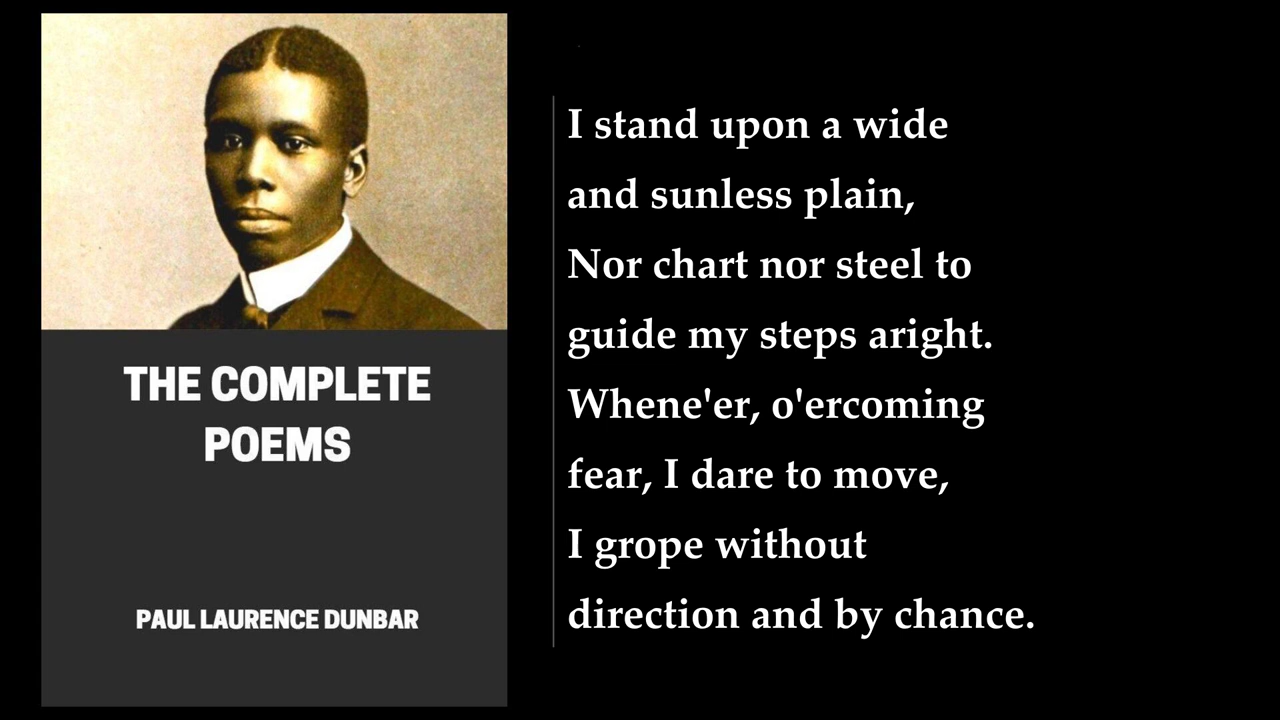 THE COMPLETE
POEMS
PAUL LAURENCE DUNBAR
I stand upon a wide
and sunless plain,
Nor chart nor steel to
guide my steps aright.
Whene'er, o'ercoming
fear, I dare to move,
I grope without
direction and by chance.